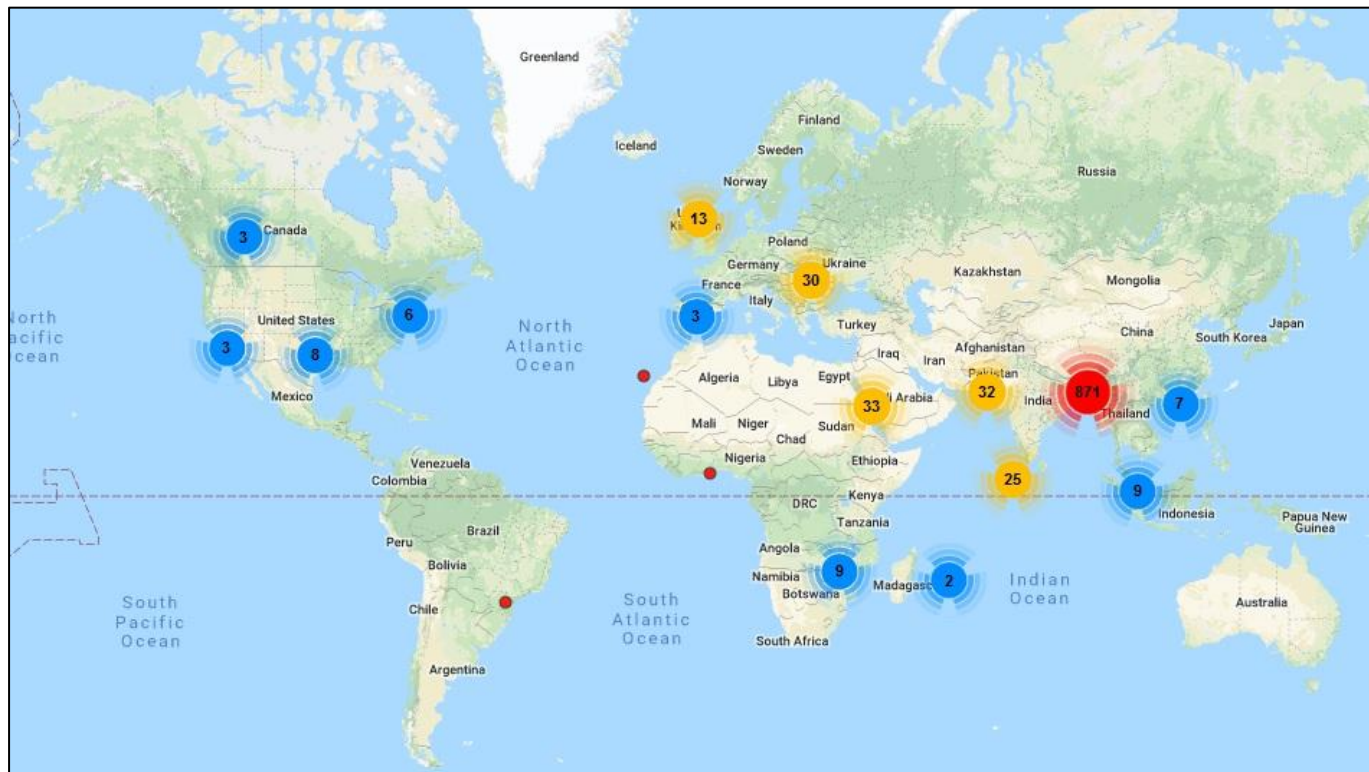 Greenland
Finland
Iceland
Sweden
Norway
Russia
13
3
Canada
Poland
Ukraine
Germany
Kazakhstan
Mongolia
30
France
Italy
6
3
United States
North
Atlantic
Ocean
Turkey
China
Japan
South Korea
3
8
Iraq
Iran
Afghanistan
Pakistan
Mexico
Algeria
Libya
Egypt
32
871
India
Thailand
7
33
Mali
Niger
Chad
Sudan
Nigeria
Ethiopia
Venezuela
Colombia
25
9
Indonesia
Papua New
Guinea
DRC
Kenya
Tanzania
Brazil
Peru
Bolivia
Angola
9
2
Namibia
Botswana
Indian
Ocean
South
Pacific
Ocean
South
Atlantic
Ocean
Chile
Australia
South Africa
Argentina